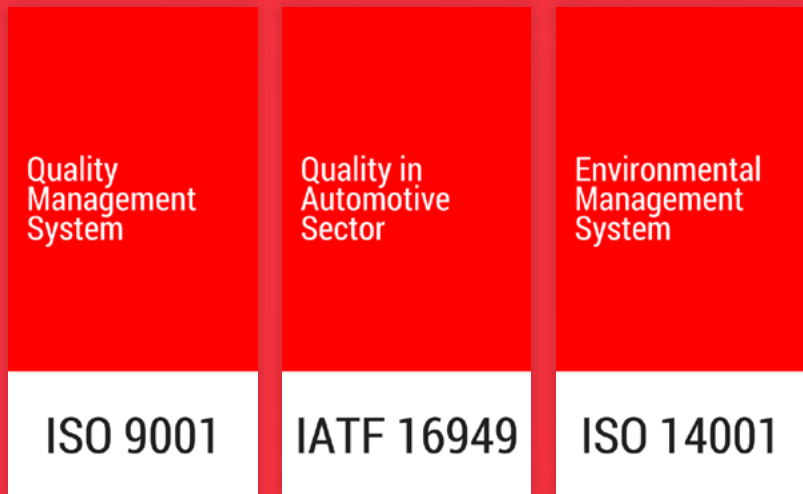 Quality
Management
System
ISO 9001
Quality in
Automotive
Sector
IATF 16949
Environmental
Management
System
ISO 14001